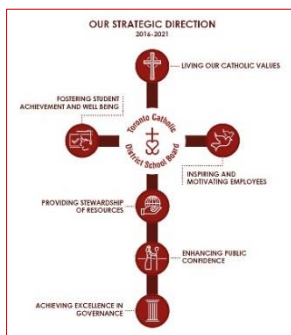 OUR STRATEGIC DIRECTION
2016-2021
LIVING OUR CATHOLIC VALUES
FOSTERING STUDENT
ACHIEVEMENT AND WELL BEING
Toronto Catholic
District School Board
INSPIRING AND
MOTIVATING EMPLOYEES
PROVIDING STEWARDSHIP
OF RESOURCES
ENHANCING PUBLIC
CONFIDENCE
ACHIEVING EXCELLENCE IN
GOVERNANCE